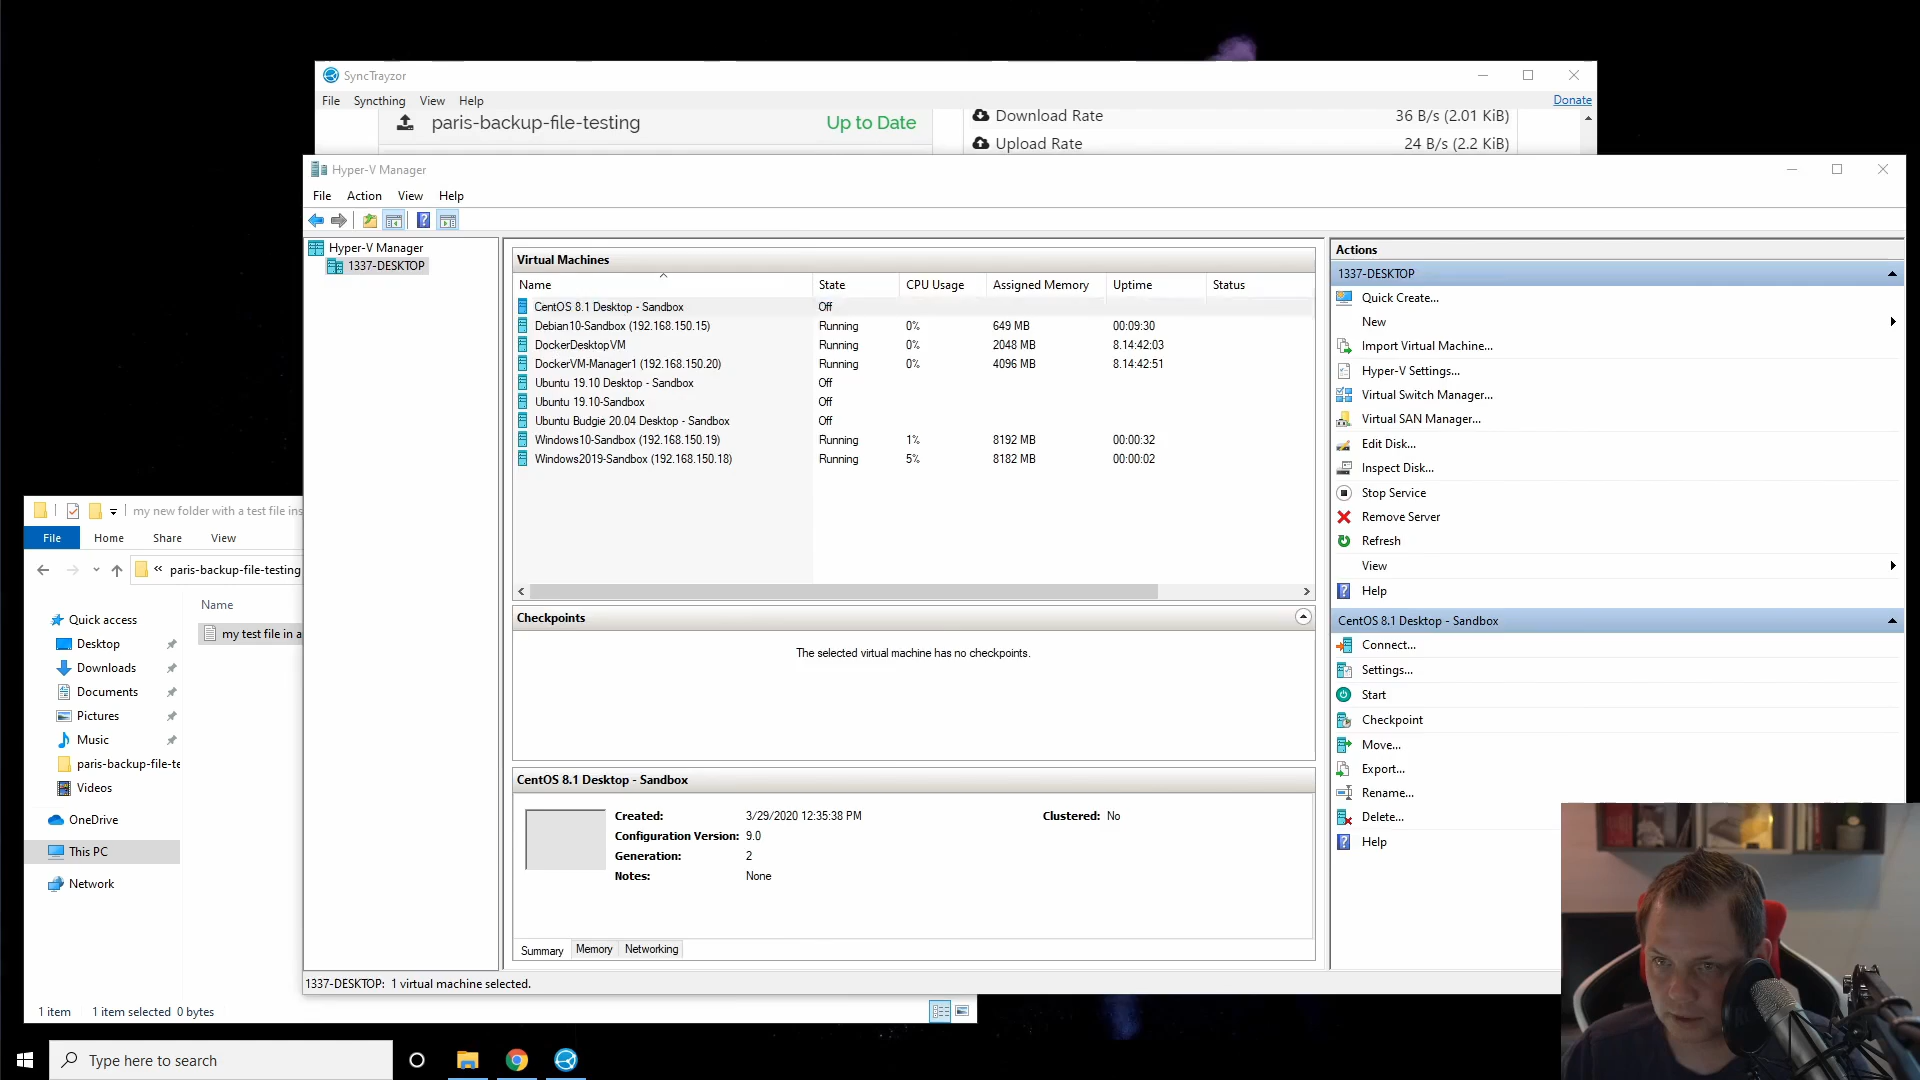 SyncTrayzor
File Syncthing View Help Donate
paris-backup-file-testing Up to Date
Download Rate 36 B/s (2.01 KiB)
Upload Rate 24 B/s (2.2 KiB)
Hyper-V Manager
File Action View Help
Hyper-V Manager
1337-DESKTOP
Virtual Machines
Name State CPU Usage Assigned Memory Uptime Status
CentOS 8.1 Desktop - Sandbox Off
Debian10-Sandbox (192.168.150.15) Running 0% 649 MB 00:09:30
DockerDesktopVM Running 0% 2048 MB 8.14:42:03
DockerVM-Manager1 (192.168.150.20) Running 0% 4096 MB 8.14:42:51
Ubuntu 19.10 Desktop - Sandbox Off
Ubuntu 19.10-Sandbox Off
Ubuntu Budgie 20.04 Desktop - Sandbox Off
Windows10-Sandbox (192.168.150.19) Running 1% 8192 MB 00:00:32
Windows2019-Sandbox (192.168.150.18) Running 5% 8182 MB 00:00:02
Checkpoints
The selected virtual machine has no checkpoints.
CentOS 8.1 Desktop - Sandbox
Created: 3/29/2020 12:35:38 PM Clustered: No
Configuration Version: 9.0
Generation: 2
Notes: None
Summary Memory Networking
1337-DESKTOP: 1 virtual machine selected.
Actions
1337-DESKTOP
Quick Create...
New
Import Virtual Machine...
Hyper-V Settings...
Virtual Switch Manager...
Virtual SAN Manager...
Edit Disk...
Inspect Disk...
Stop Service
Remove Server
Refresh
View
Help
CentOS 8.1 Desktop - Sandbox
Connect...
Settings...
Start
Checkpoint
Move...
Export...
Rename...
Delete...
Help
my new folder with a test file ins
File Home Share View
« paris-backup-file-testing
Name
my test file in a
Quick access
Desktop
Downloads
Documents
Pictures
Music
paris-backup-file-te
Videos
OneDrive
This PC
Network
1 item 1 item selected 0 bytes
Type here to search